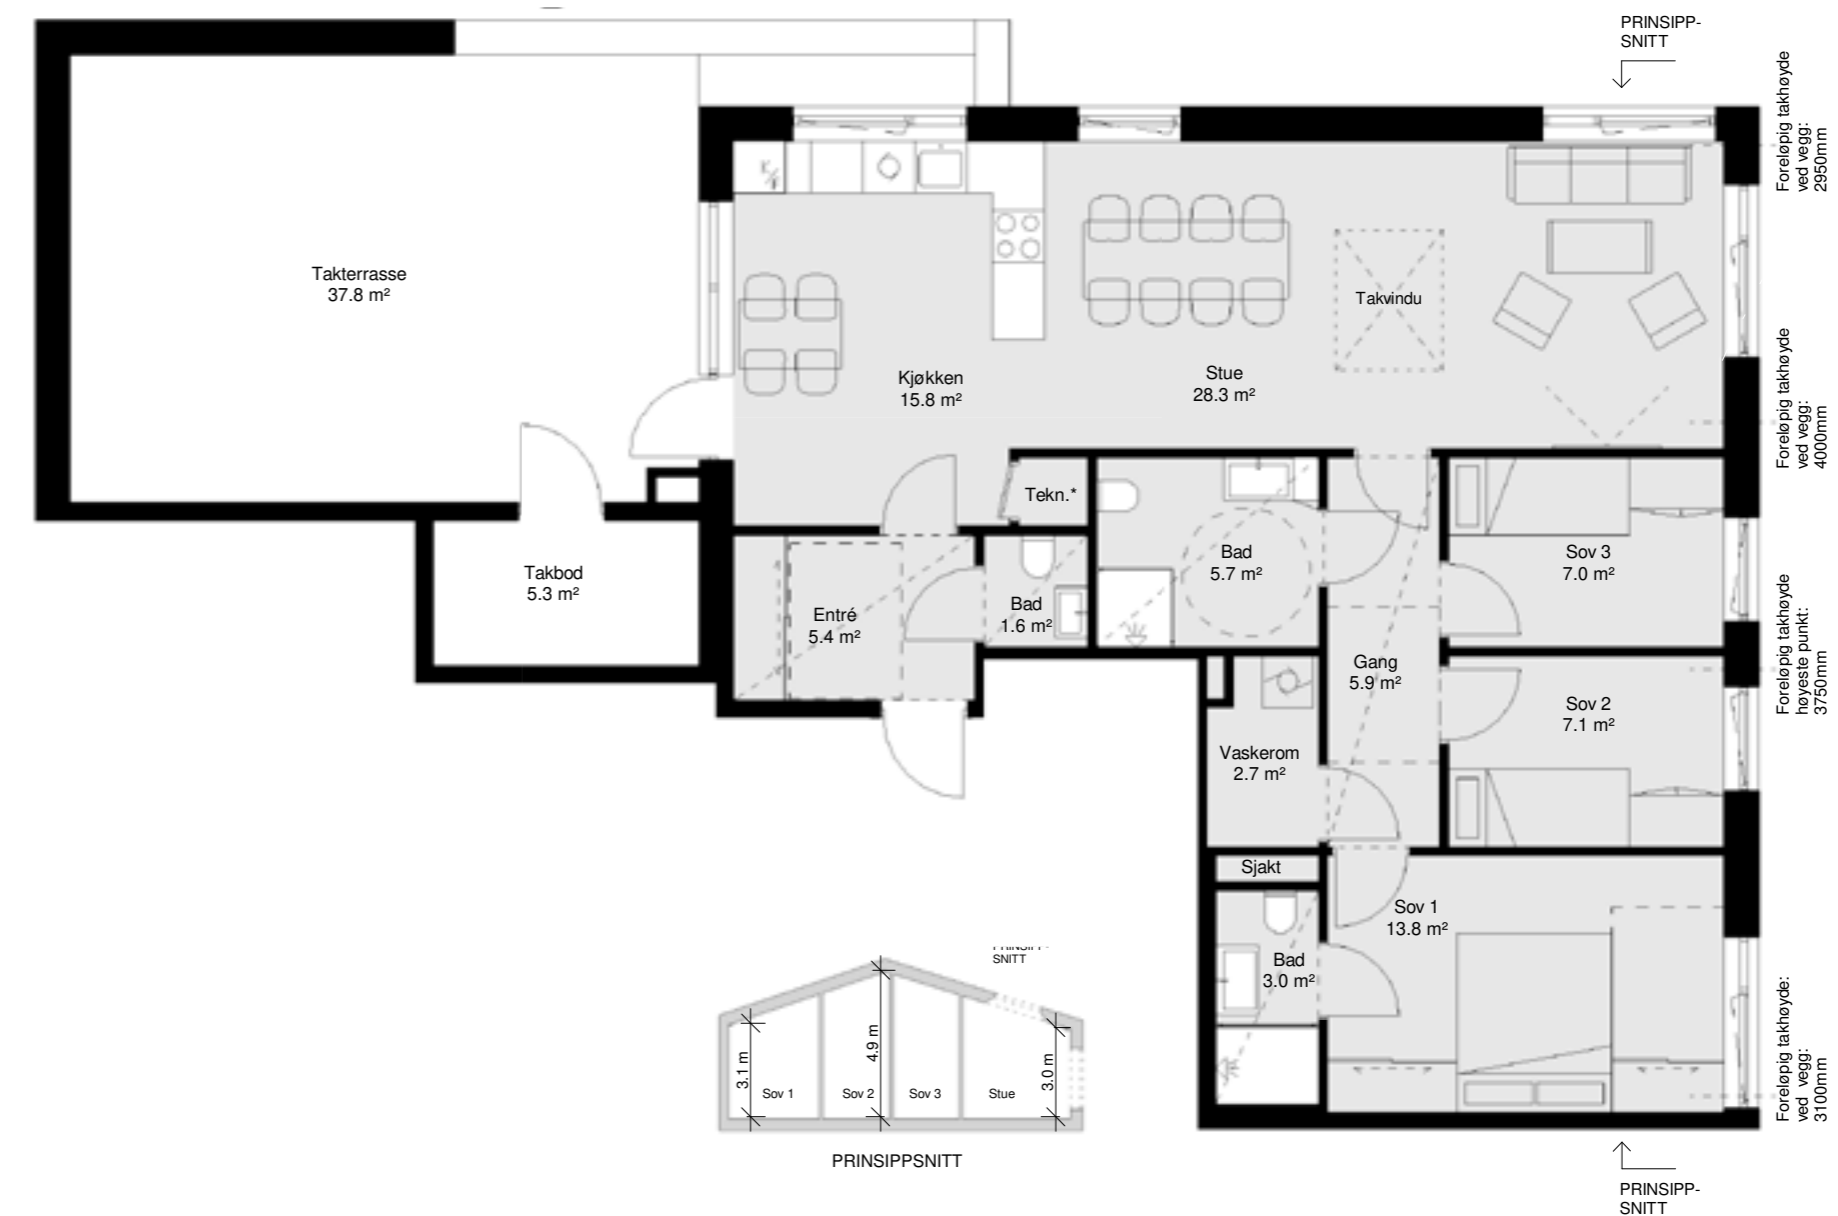 PRINSIPP-
SNITT
Foreløpig takhøyde
ved vegg:
2950mm
Takterrasse
37.8 m²
Takvindu
Kjøkken
15.8 m²
Stue
28.3 m²
Foreløpig takhøyde
ved vegg:
4000mm
Tekn.*
Takbod
5.3 m²
Entré
5.4 m²
Bad
1.6 m²
Bad
5.7 m²
Sov 3
7.0 m²
Gang
5.9 m²
Sov 2
7.1 m²
Foreløpig takhøyde
høyeste punkt:
3750mm
Vaskerom
2.7 m²
Sjakt
Sov 1
13.8 m²
Bad
3.0 m²
Foreløpig takhøyde:
ved vegg:
3100mm
PRINSIPP-
SNITT
3.1 m
4.9 m
3.0 m
Sov 1
Sov 2
Sov 3
Stue
PRINSIPPSNITT
PRINSIPP-
SNITT